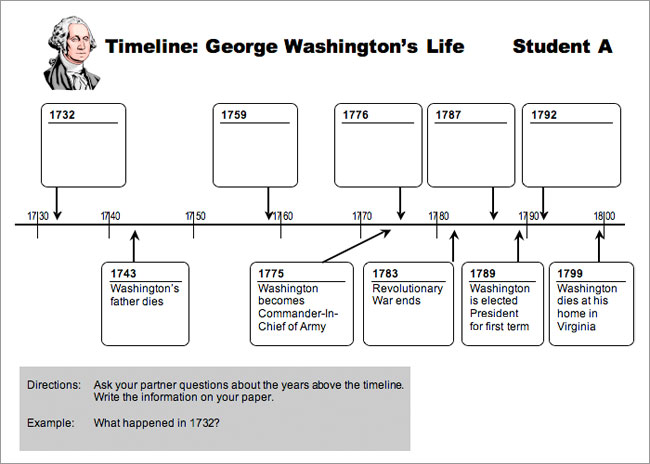 Timeline: George Washington's Life Student A
1732
1759
1776
1787
1792
1730 1740 1750 1760 1770 1780 1790 1800
1743
Washington's
father dies
1775
Washington
becomes
Commander-In-
Chief of Army
1783
Revolutionary
War ends
1789
Washington
is elected
President
for first term
1799
Washington
dies at his
home in
Virginia
Directions: Ask your partner questions about the years above the timeline.
Write the information on your paper.
Example: What happened in 1732?